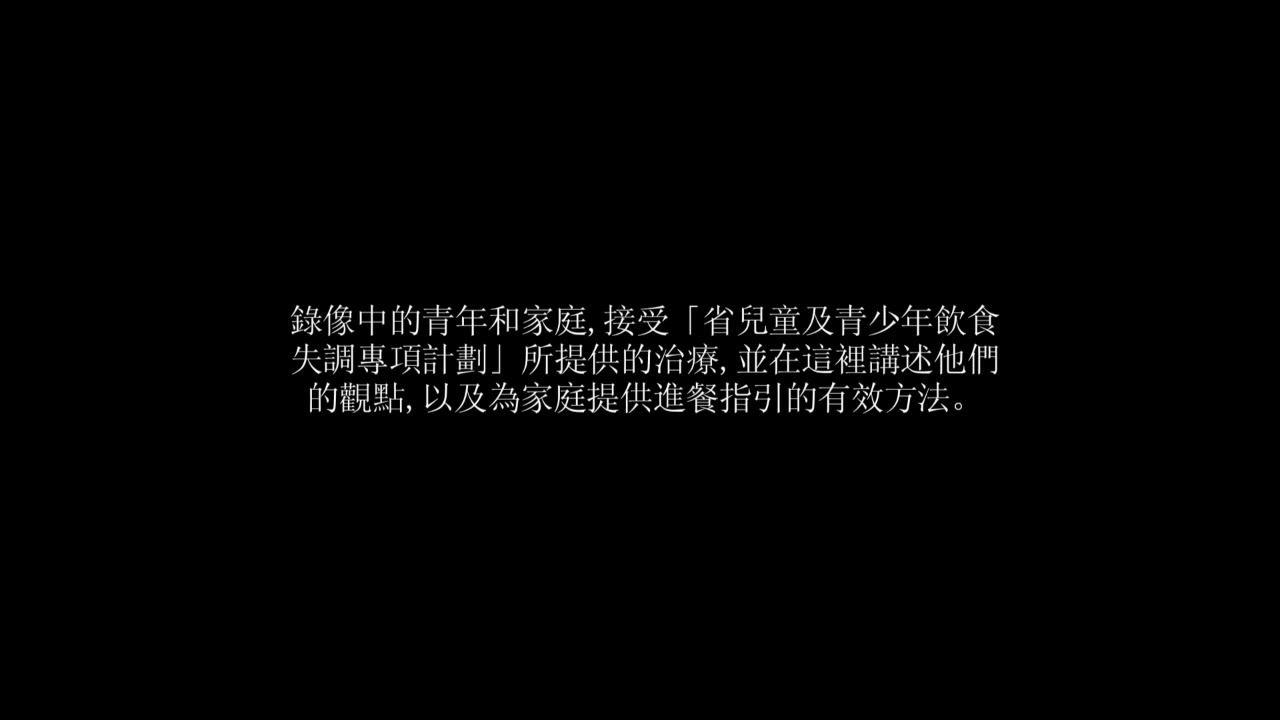 錄像中的青年和家庭, 接受「省兒童及青少年飲食
失調專項計劃」所提供的治療, 並在這裡講述他們
的觀點, 以及為家庭提供進餐指引的有效方法。